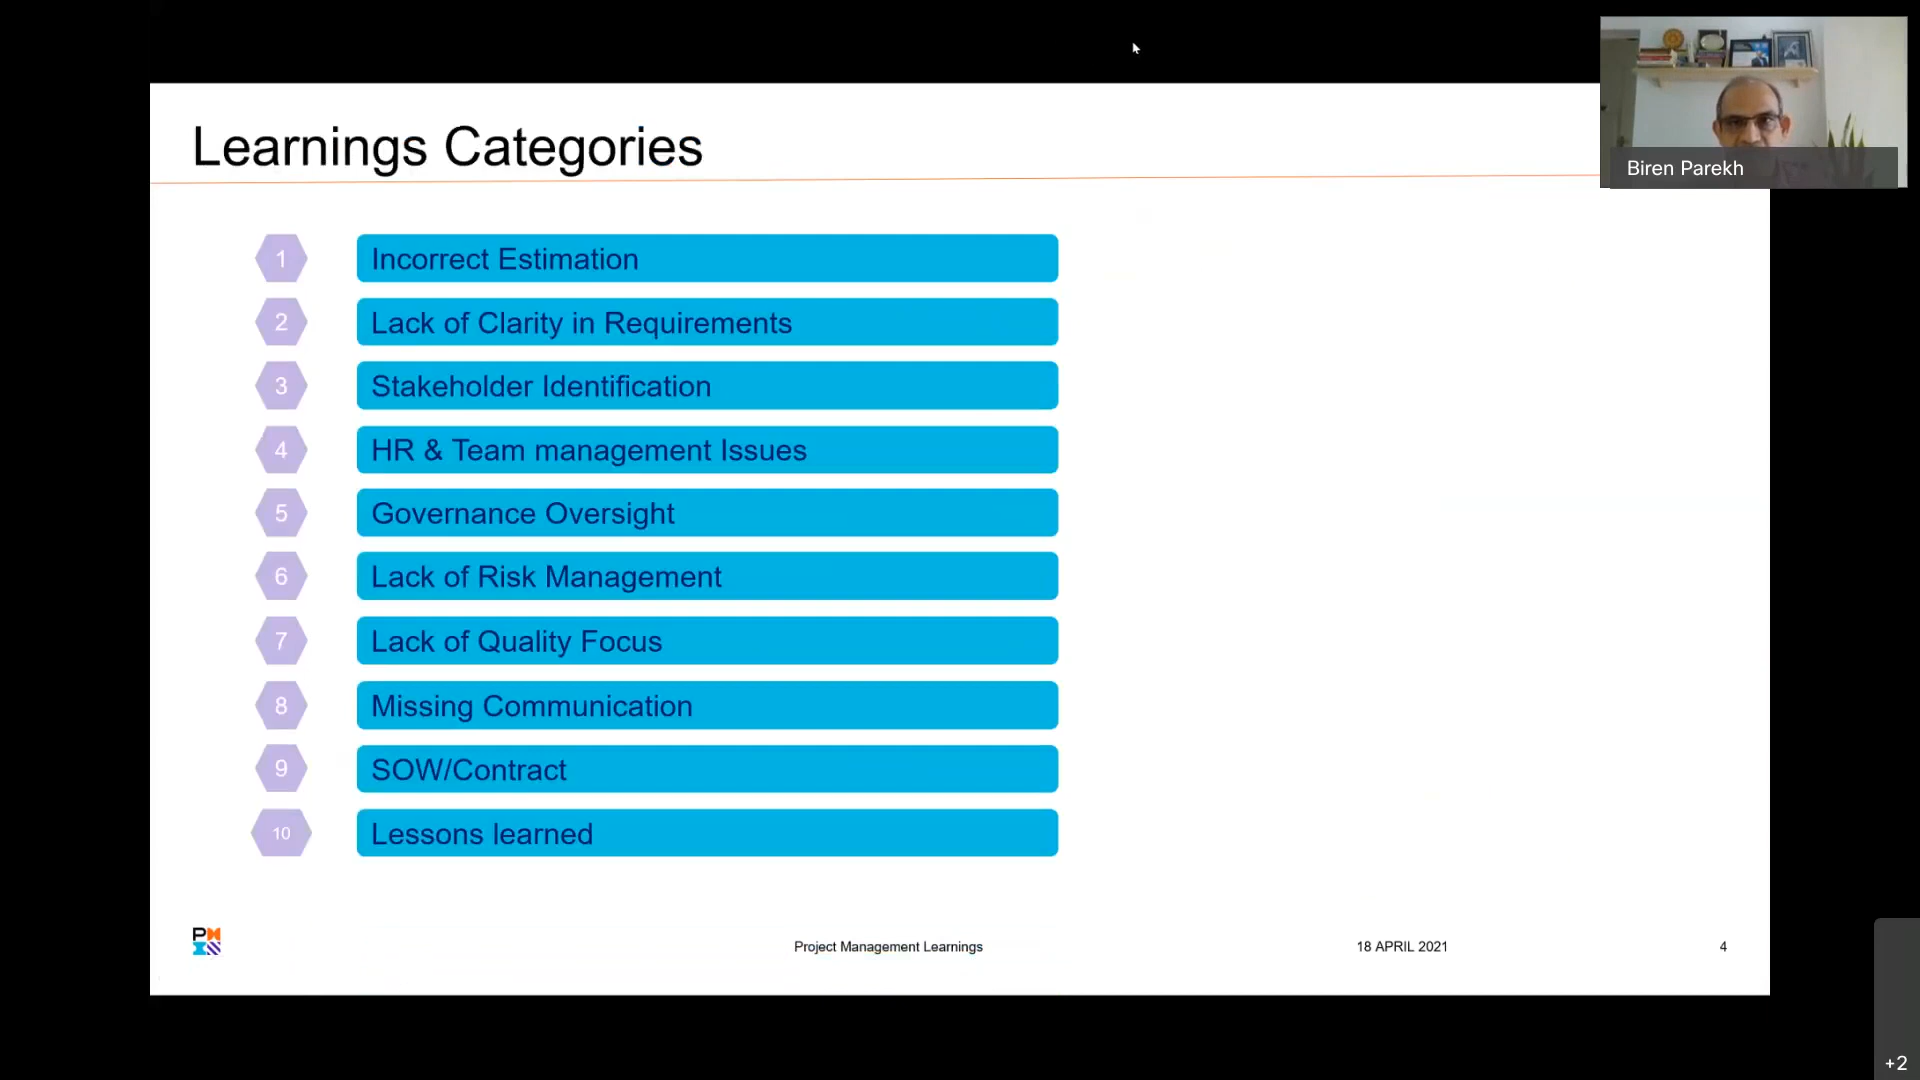 Learnings Categories
Biren Parekh
1 Incorrect Estimation
2 Lack of Clarity in Requirements
3 Stakeholder Identification
4 HR & Team management Issues
5 Governance Oversight
6 Lack of Risk Management
7 Lack of Quality Focus
8 Missing Communication
9 SOW/Contract
10 Lessons learned
Project Management Learnings 18 APRIL 2021 4
+2